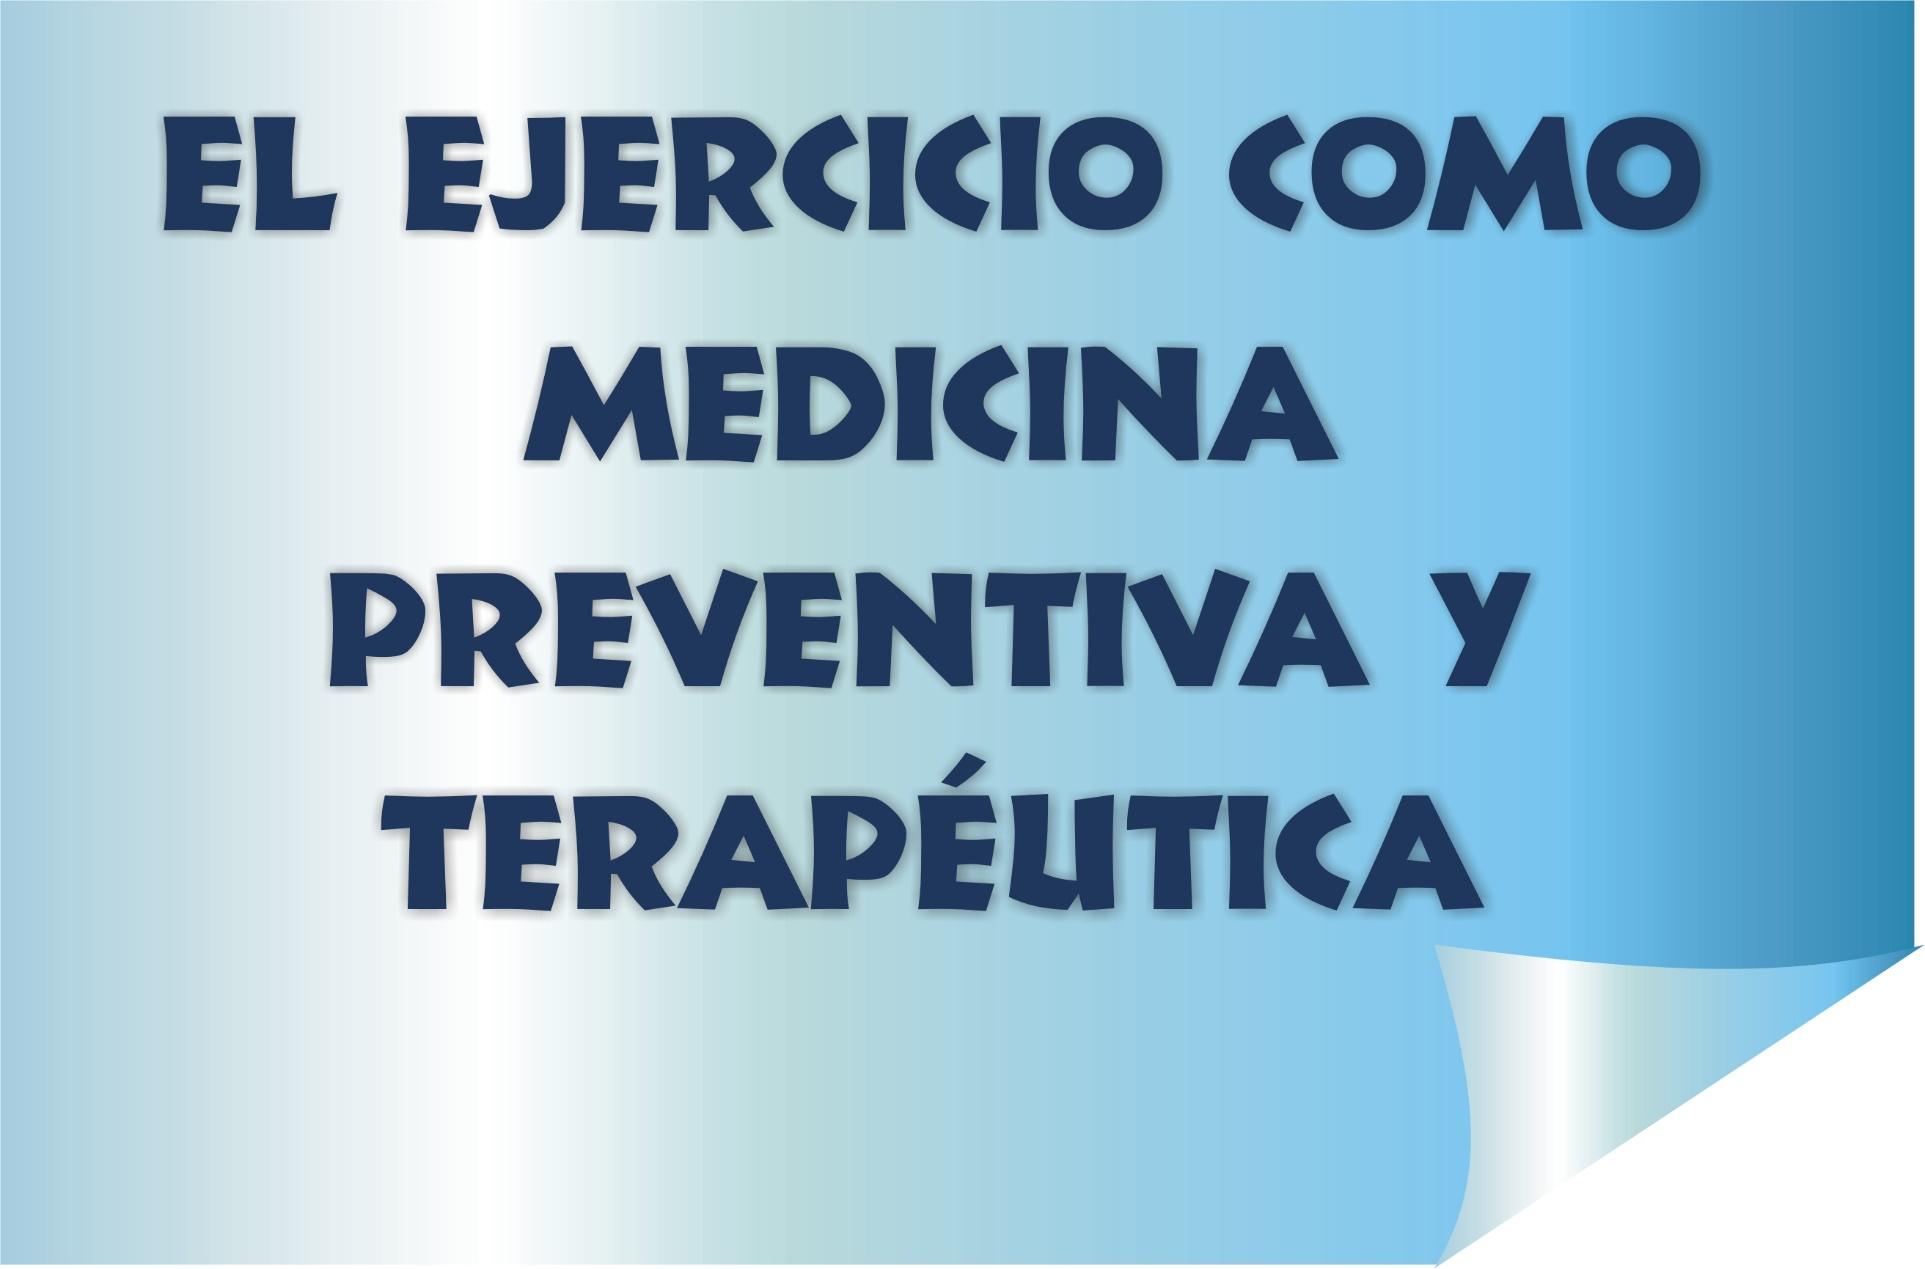 EL EJERCICIO COMO
MEDICINA
PREVENTIVA Y
TERAPÉUTICA